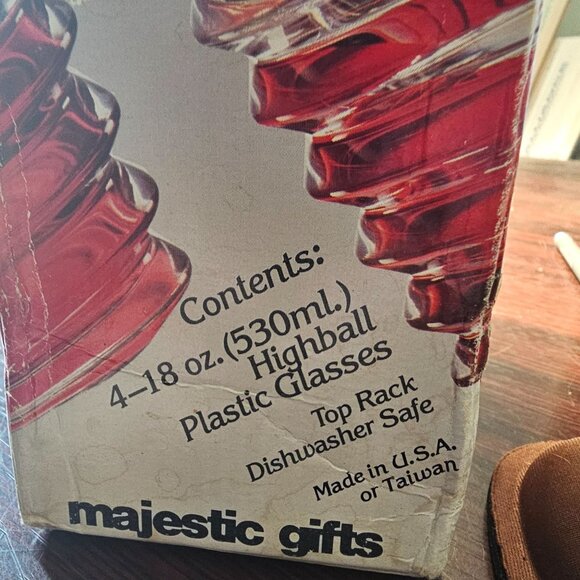 Contents:
4–18 oz. (530ml.)
Highball
Plastic Glasses
Top Rack
Dishwasher Safe
Made in U.S.A.
or Taiwan
majestic gifts